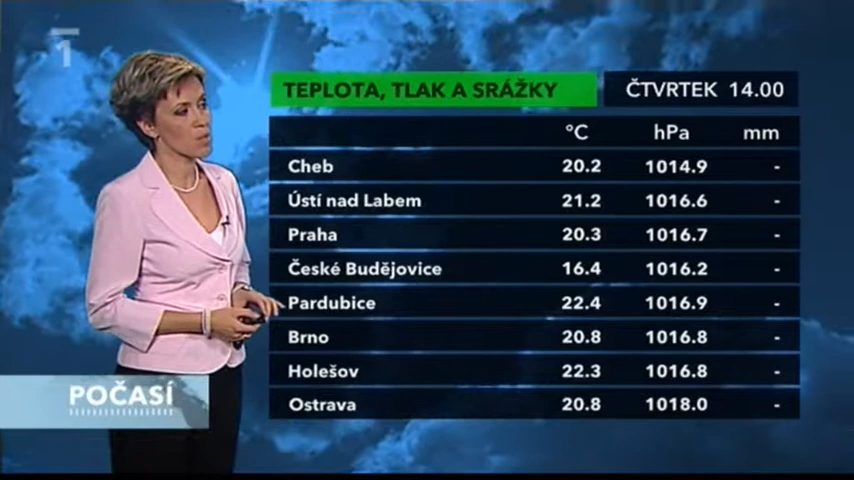 1
TEPLOTA, TLAK A SRÁŽKY ČTVRTEK 14.00
°C hPa mm
Cheb 20.2 1014.9 -
Ústí nad Labem 21.2 1016.6 -
Praha 20.3 1016.7 -
České Budějovice 16.4 1016.2 -
Pardubice 22.4 1016.9 -
Brno 20.8 1016.8 -
Holešov 22.3 1016.8 -
Ostrava 20.8 1018.0 -
POČASÍ